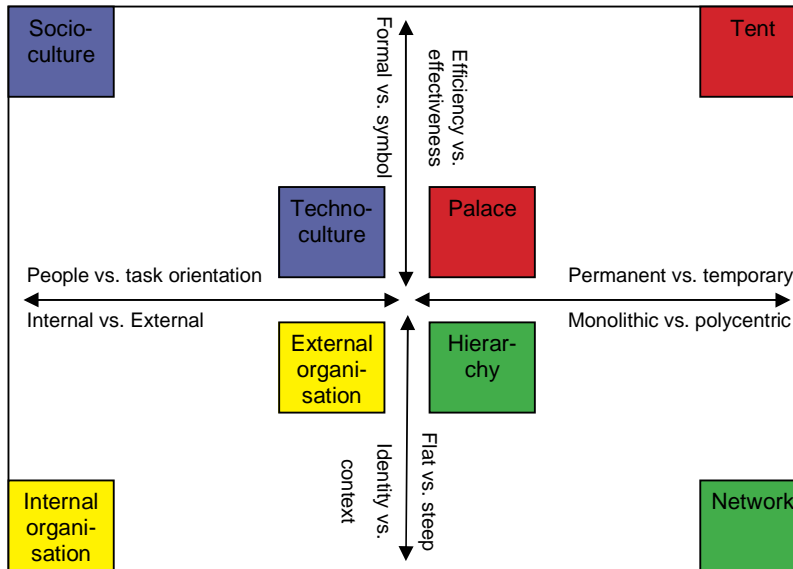 Socio-
culture
Tent
Formal vs. symbol
Efficiency vs.
effectiveness
Techno-
culture
Palace
People vs. task orientation
Permanent vs. temporary
Internal vs. External
Monolithic vs. polycentric
External
organi-
sation
Hierar-
chy
Identity vs.
context
Flat vs. steep
Internal
organi-
sation
Network